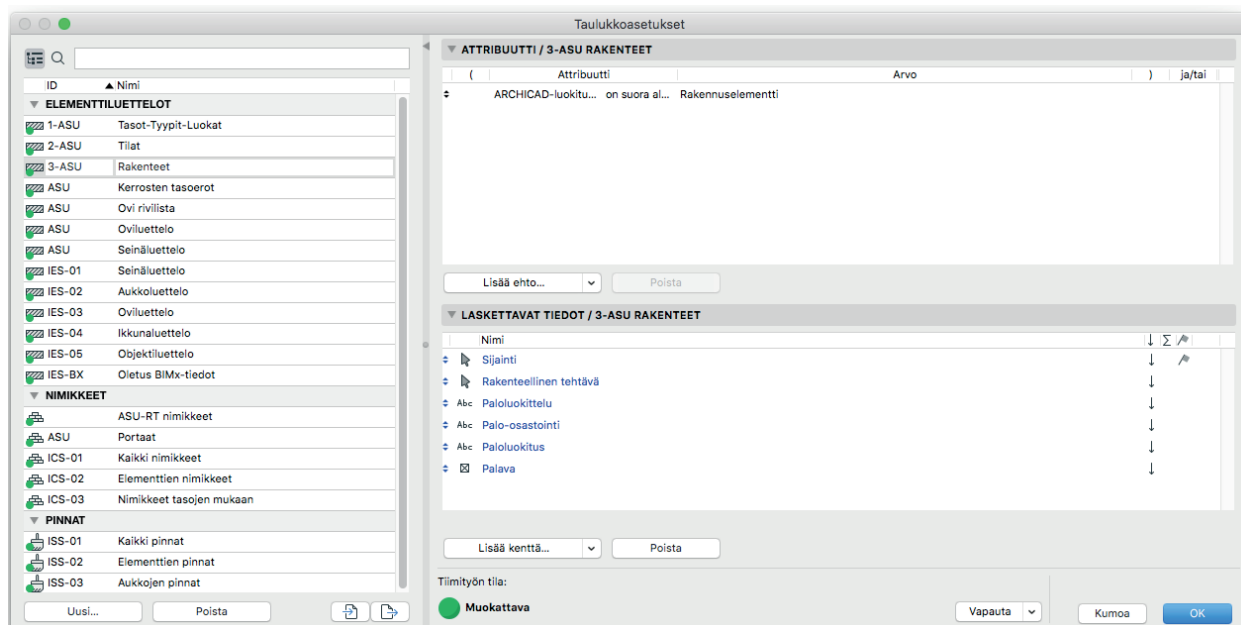 Taulukkoasetukset
ID ▲ Nimi
ELEMENTTILUETTELOT
1-ASU Tasot-Tyypit-Luokat
2-ASU Tilat
3-ASU Rakenteet
ASU Kerrosten tasoerot
ASU Ovi rivilista
ASU Oviluettelo
ASU Seinäluettelo
IES-01 Seinäluettelo
IES-02 Aukkoluettelo
IES-03 Oviluettelo
IES-04 Ikkunaluettelo
IES-05 Objektiluettelo
IES-BX Oletus BIMx-tiedot
NIMIKKEET
ASU-RT nimikkeet
ASU Portaat
ICS-01 Kaikki nimikkeet
ICS-02 Elementtien nimikkeet
ICS-03 Nimikkeet tasojen mukaan
PINNAT
ISS-01 Kaikki pinnat
ISS-02 Elementtien pinnat
ISS-03 Aukkojen pinnat
Uusi... Poista
ATTRIBUUTTI / 3-ASU RAKENTEET
( Attribuutti Arvo ) ja/tai
ARCHICAD-luokitu... on suora al... Rakennuselementti
Lisää ehto... Poista
LASKETTAVAT TIEDOT / 3-ASU RAKENTEET
Nimi ↓ Σ
Sijainti ↓
Rakenteellinen tehtävä ↓
Abc Paloluokittelu ↓
Abc Palo-osastointi ↓
Abc Paloluokitus ↓
Palava ↓
Lisää kenttä... Poista
Tiimityön tila:
Muokattava
Vapauta Kumoa OK